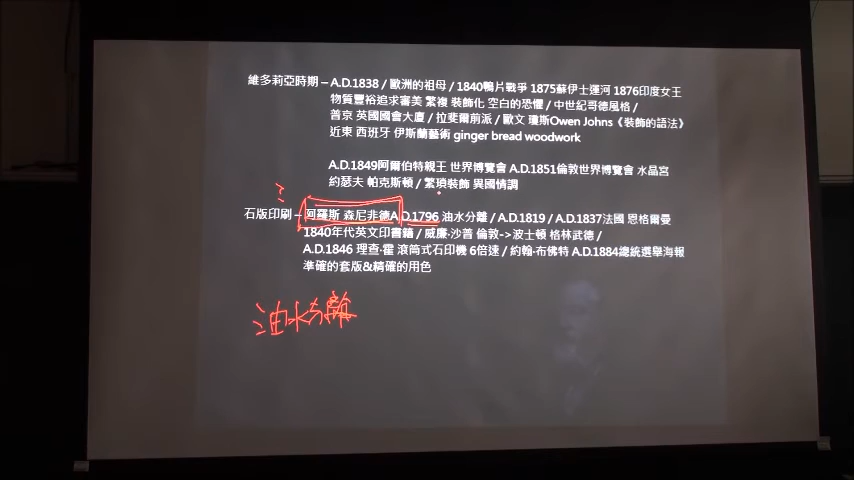 維多莉亞時期 – A.D.1838 / 歐洲的祖母 / 1840鴨片戰爭 1875蘇伊士運河 1876印度女王
物質豐裕追求審美 繁複 裝飾化 空白的恐懼 / 中世紀哥德風格 /
普京 英國國會大廈 / 拉斐爾前派 / 歐文 瓊斯Owen Johns《裝飾的語法》
近東 西班牙 伊斯蘭藝術 ginger bread woodwork
A.D.1849阿爾伯特親王 世界博覽會 A.D.1851倫敦世界博覽會 水晶宮
約瑟夫 帕克斯頓 / 繁瑣裝飾 異國情調
?
石版印刷 – 阿羅斯 森尼非德A.D.1796 油水分離 / A.D.1819 / A.D.1837法國 恩格爾曼
1840年代英文印書籍 / 威廉·沙普 倫敦->波士頓 格林武德 /
A.D.1846 理查·霍 滾筒式石印機 6倍速 / 約翰·布佛特 A.D.1884總統選舉海報
準確的套版&精確的用色
油水分離